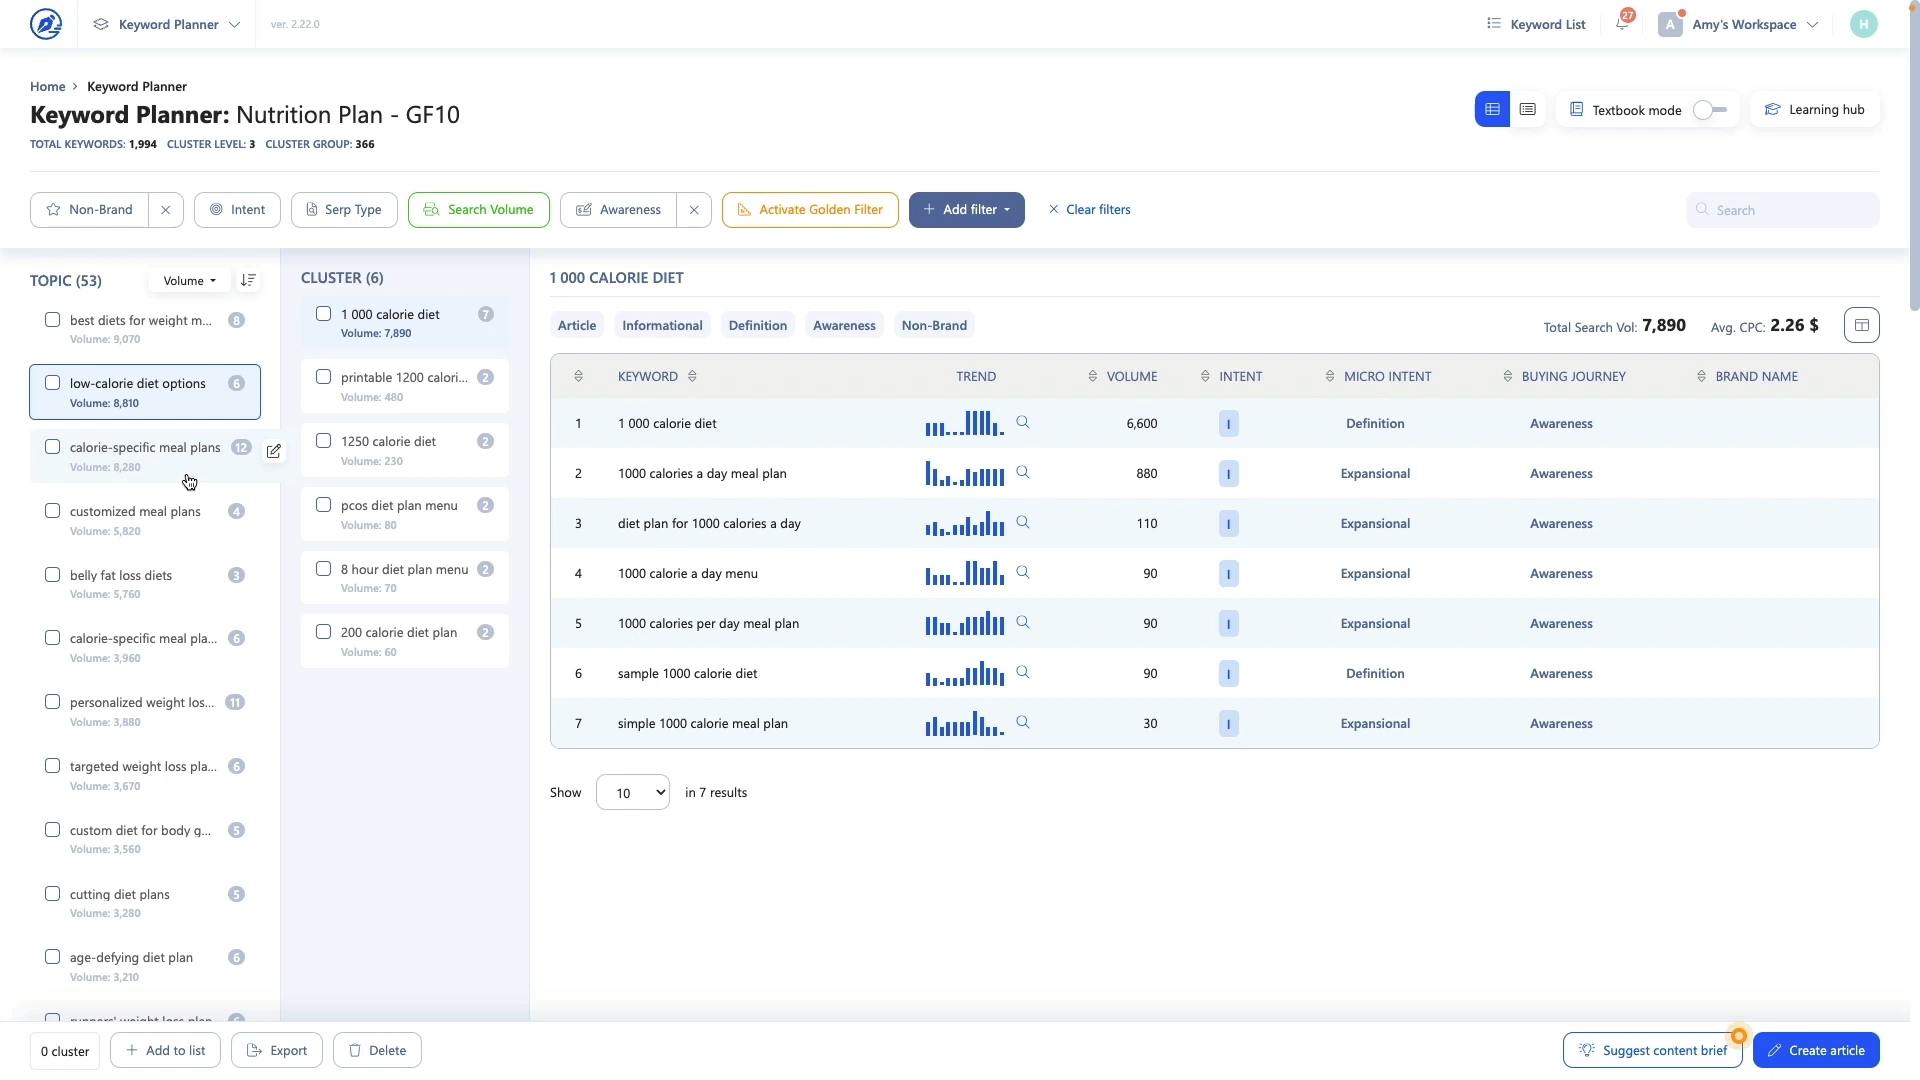 Keyword Planner
ver. 2.22.0
Keyword List
27
A
Amy's Workspace
H
Home > Keyword Planner
Keyword Planner: Nutrition Plan - GF10
TOTAL KEYWORDS: 1,994 CLUSTER LEVEL: 3 CLUSTER GROUP: 366
Textbook mode
Learning hub
Non-Brand
Intent
Serp Type
Search Volume
Awareness
Activate Golden Filter
+ Add filter
Clear filters
Search
TOPIC (53)
Volume
best diets for weight m... 8
Volume: 9,070
low-calorie diet options 6
Volume: 8,810
calorie-specific meal plans 12
Volume: 8,280
customized meal plans 4
Volume: 5,820
belly fat loss diets 3
Volume: 5,760
calorie-specific meal pla... 6
Volume: 3,960
personalized weight los... 11
Volume: 3,880
targeted weight loss pla... 6
Volume: 3,670
custom diet for body g... 5
Volume: 3,560
cutting diet plans 5
Volume: 3,280
age-defying diet plan 6
Volume: 3,210
runners' weight loss plan
CLUSTER (6)
1 000 calorie diet 7
Volume: 7,890
printable 1200 calori... 2
Volume: 480
1250 calorie diet 2
Volume: 230
pcos diet plan menu 2
Volume: 80
8 hour diet plan menu 2
Volume: 70
200 calorie diet plan 2
Volume: 60
1 000 CALORIE DIET
Article Informational Definition Awareness Non-Brand
Total Search Vol: 7,890 Avg. CPC: 2.26 $
KEYWORD TREND VOLUME INTENT MICRO INTENT BUYING JOURNEY BRAND NAME
1 1 000 calorie diet 6,600 I Definition Awareness
2 1000 calories a day meal plan 880 I Expansional Awareness
3 diet plan for 1000 calories a day 110 I Expansional Awareness
4 1000 calorie a day menu 90 I Expansional Awareness
5 1000 calories per day meal plan 90 I Expansional Awareness
6 sample 1000 calorie diet 90 I Definition Awareness
7 simple 1000 calorie meal plan 30 I Expansional Awareness
Show 10 in 7 results
0 cluster
+ Add to list
Export
Delete
Suggest content brief
Create article